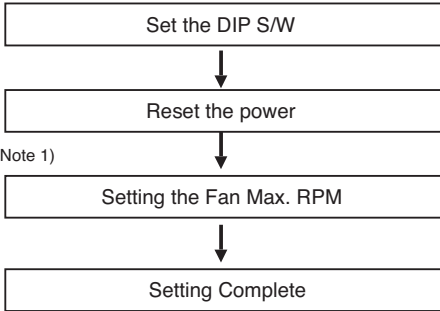 Set the DIP S/W
Reset the power
Note 1)
Setting the Fan Max. RPM
Setting Complete